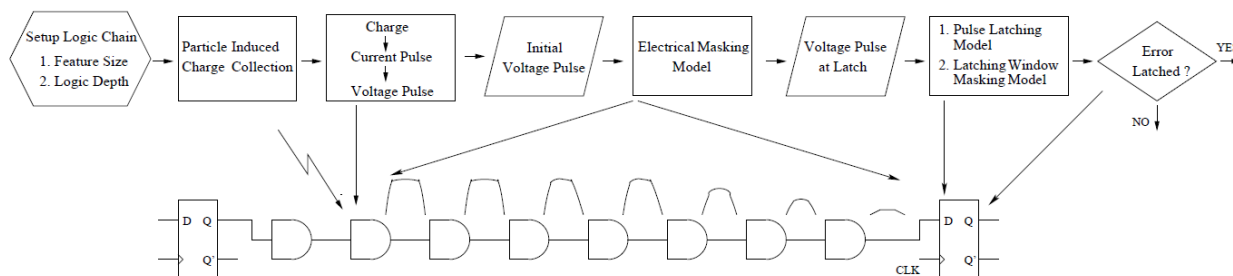 Setup Logic Chain
1. Feature Size
2. Logic Depth
Particle Induced
Charge Collection
Charge
Current Pulse
Voltage Pulse
Initial
Voltage Pulse
Electrical Masking
Model
Voltage Pulse
at Latch
1. Pulse Latching
Model
2. Latching Window
Masking Model
Error
Latched ?
YES
NO
D Q
Q'
D Q
CLK
Q'